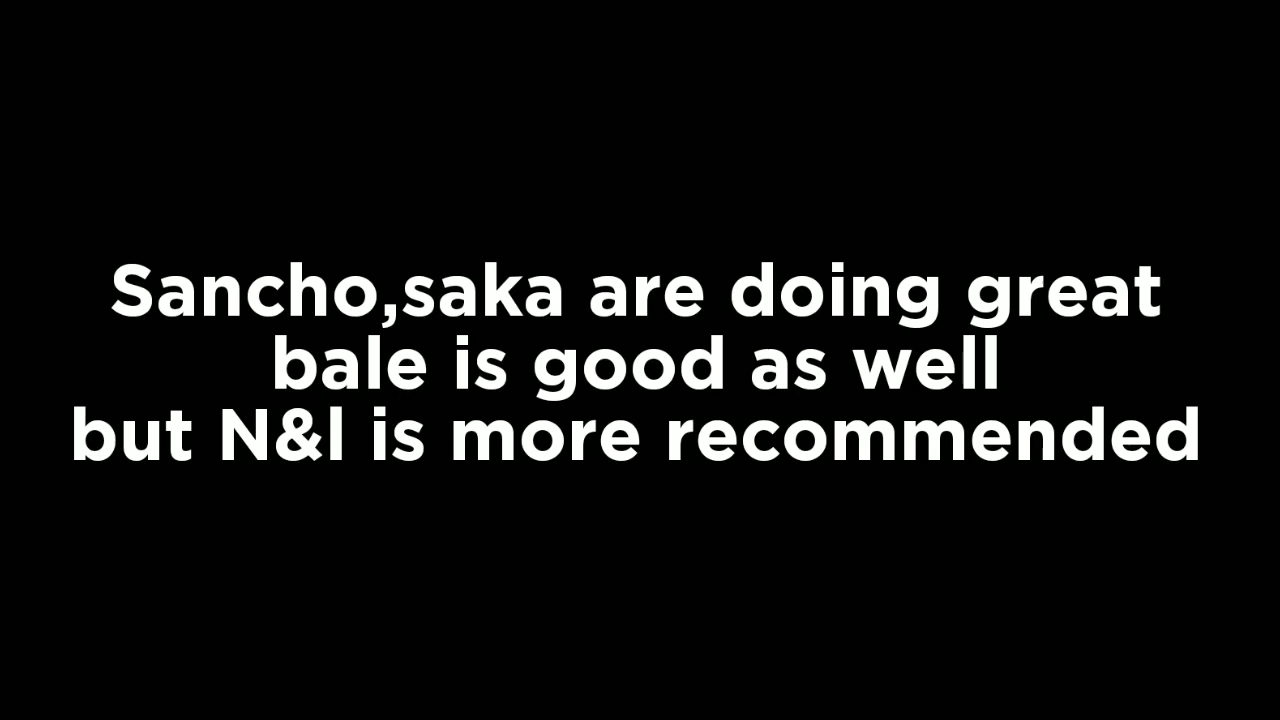 Sancho,saka are doing great
bale is good as well
but N&l is more recommended